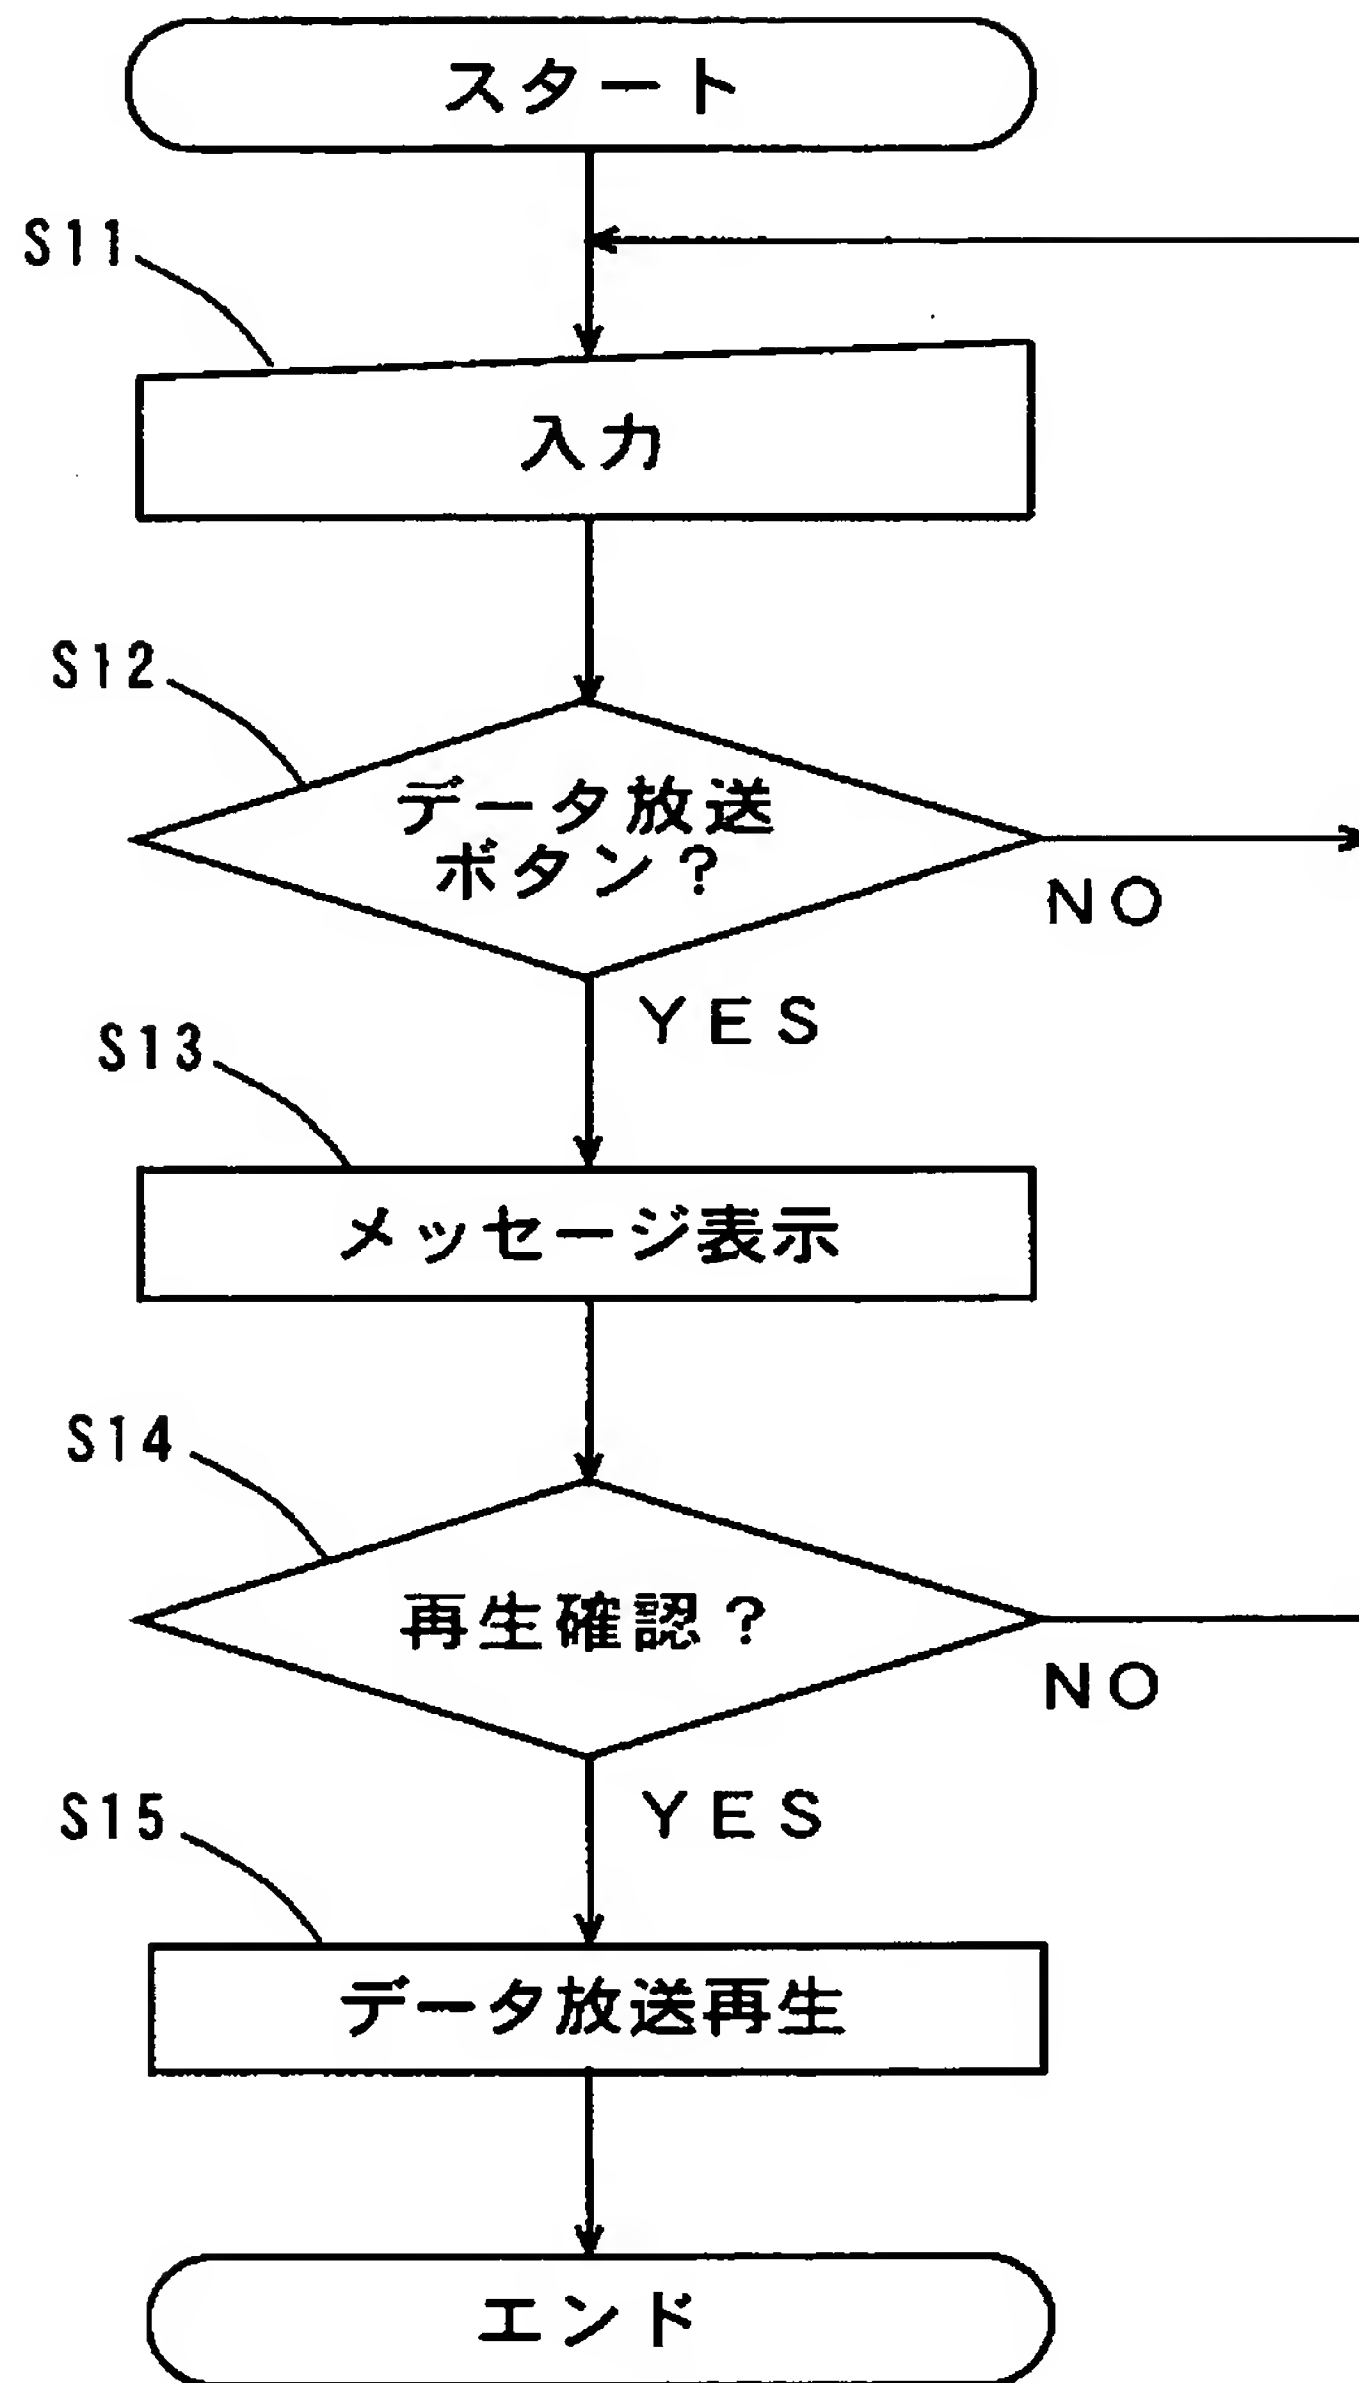 スタート
S11
入力
S12
データ放送
ボタン？
NO
YES
S13
メッセージ表示
S14
再生確認？
NO
YES
S15
データ放送再生
エンド